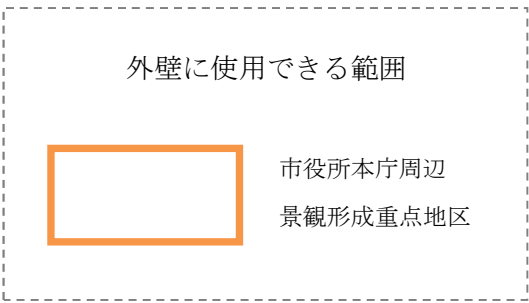 外壁に使用できる範囲
市役所本庁周辺
景観形成重点地区